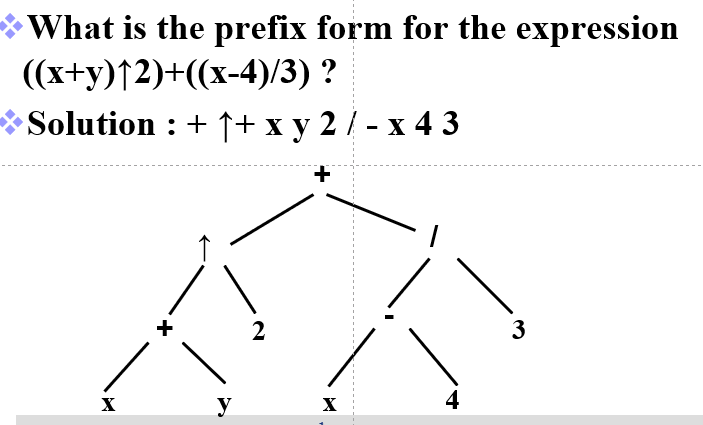 What is the prefix form for the expression
((x+y)↑2)+((x-4)/3) ?
Solution : + ↑+ x y 2 / - x 4 3
+
↑ /
+ 2 - 3
x y x 4